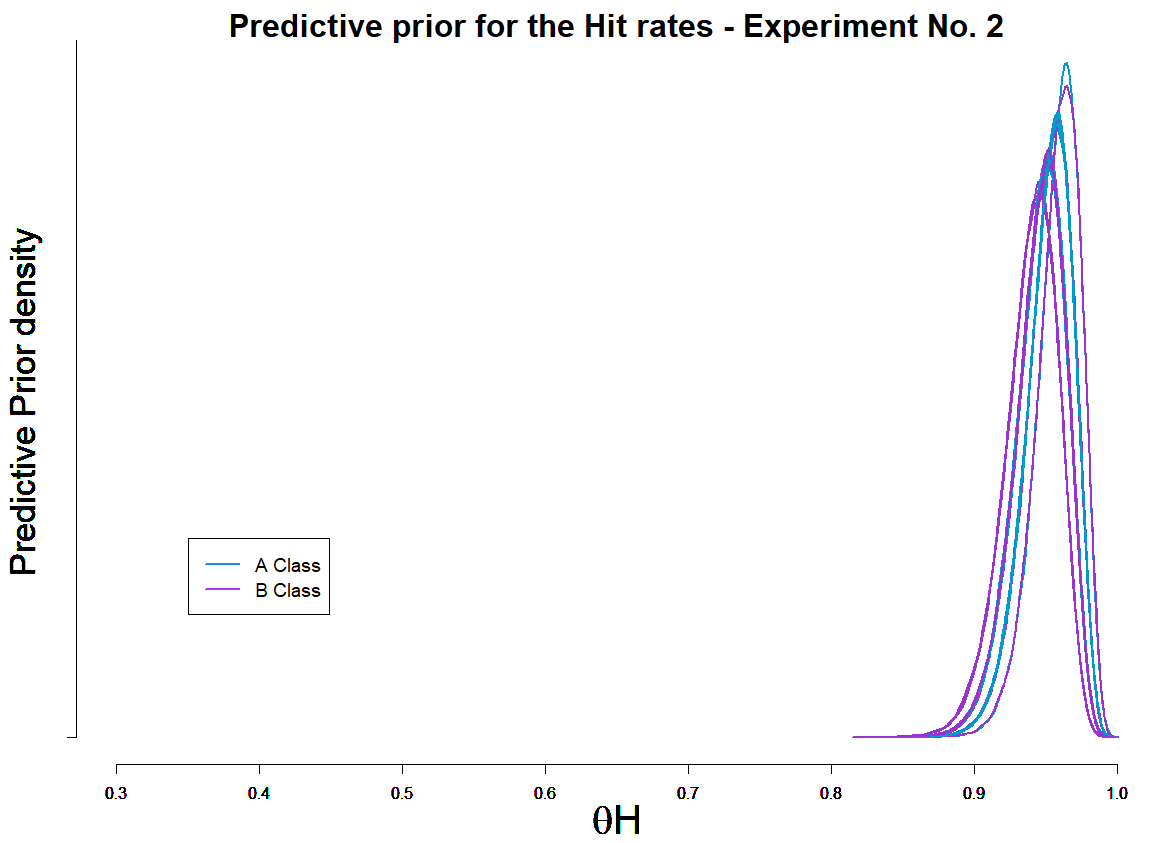 Predictive prior for the Hit rates - Experiment No. 2
Predictive Prior density
A Class
B Class
0.3 0.4 0.5 0.6 0.7 0.8 0.9 1.0
θH